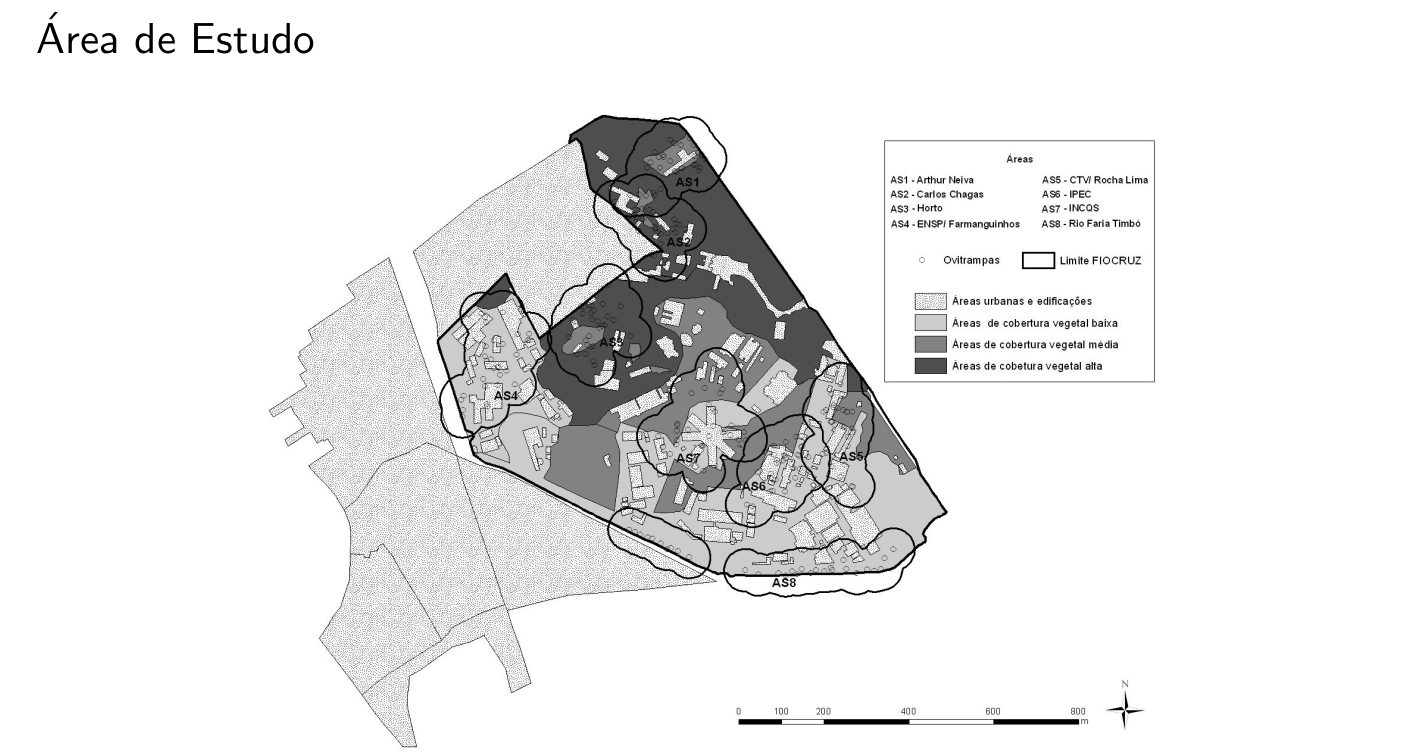 Área de Estudo
AS1
AS2
AS3
AS4
AS5
AS7
AS6
AS8
Áreas
AS1 - Arthur Neiva
AS2 - Carlos Chagas
AS3 - Horto
AS4 - ENSP/ Farmanguinhos
AS5 - CTV/ Rocha Lima
AS6 - IPEC
AS7 - INCQS
AS8 - Rio Faria Timbó
Ovitrampas
Limite FIOCRUZ
Áreas urbanas e edificações
Áreas de cobertura vegetal baixa
Áreas de cobertura vegetal média
Áreas de cobetura vegetal alta
N
0 100 200 400 600 800
m